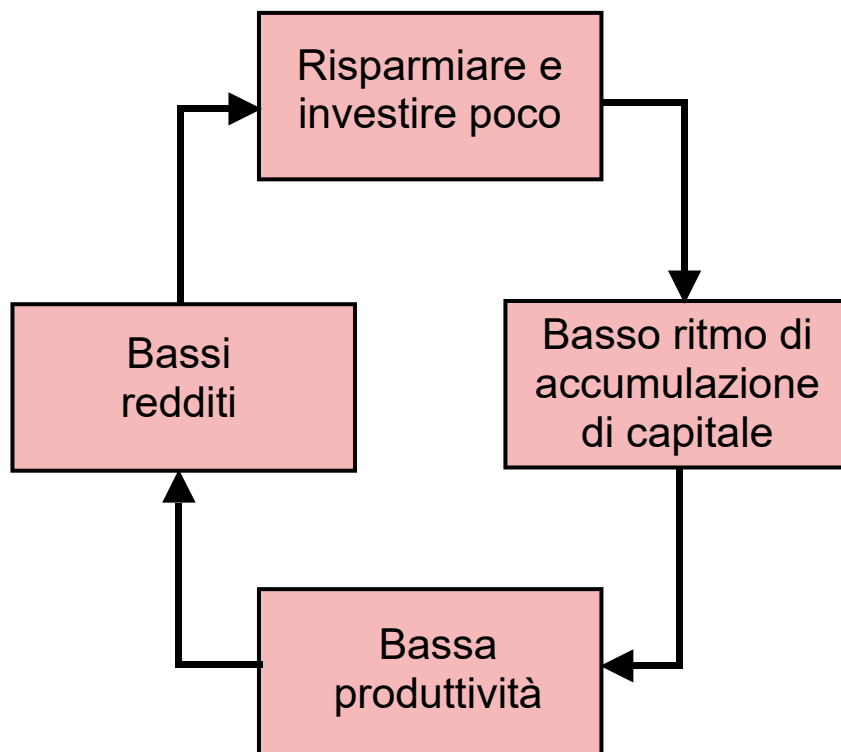 Risparmiare e
investire poco
Bassi
redditi
Basso ritmo di
accumulazione
di capitale
Bassa
produttività